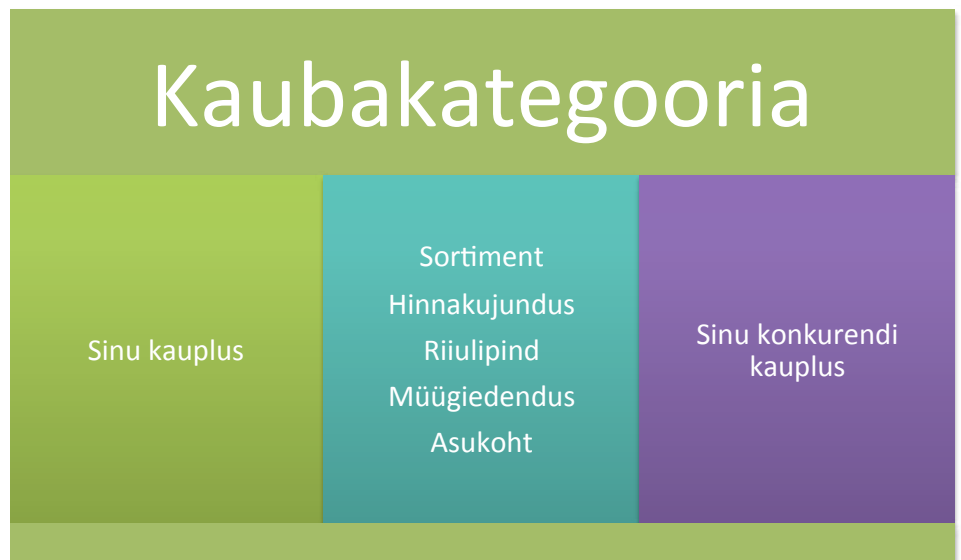 Kaubakategooria
Sinu kauplus
Sortiment
Hinnakujundus
Riiulipind
Müügiedendus
Asukoht
Sinu konkurendi
kauplus